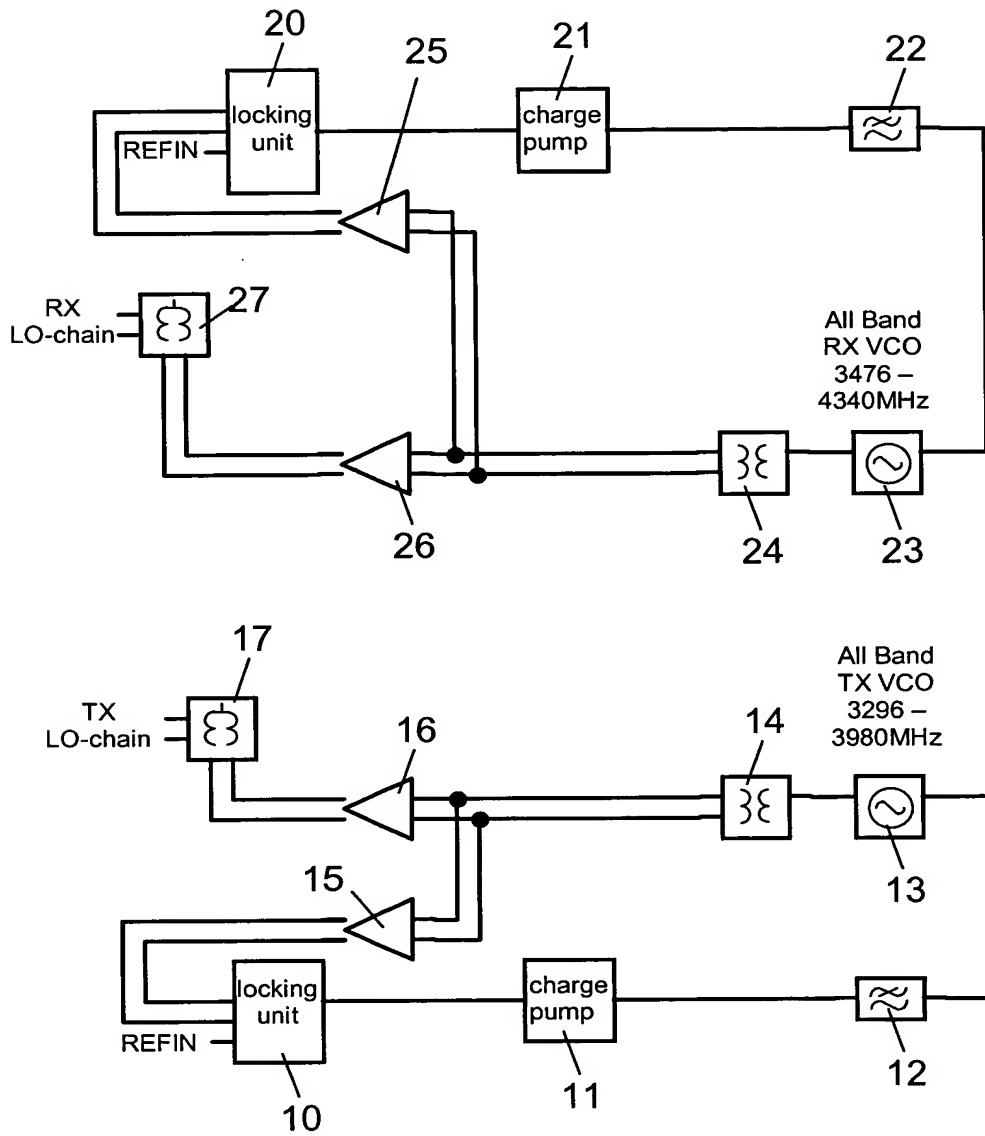 20
25
21
22
locking
unit
charge
pump
REFIN
RX
LO-chain
27
All Band
RX VCO
3476 –
4340MHz
26
24
23
17
All Band
TX VCO
3296 –
3980MHz
TX
LO-chain
16
14
15
13
locking
unit
charge
pump
REFIN
10
11
12